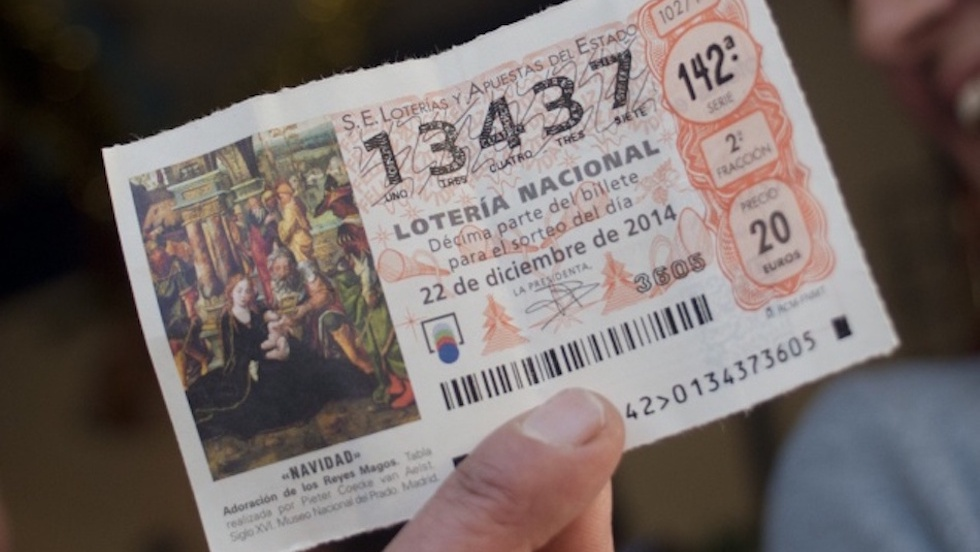 S.E. LOTERÍAS Y APUESTAS DEL ESTADO
13437
UNO TRES CUATRO TRES SIETE
LOTERÍA NACIONAL
Décima parte del billete
para el sorteo del día
22 de diciembre de 2014
LA PRESIDENTA,
3605
42>0134373605
102/
142ª
SERIE
2ª
FRACCIÓN
PRECIO
20
EUROS
RCM-FNMT
«NAVIDAD»
Adoración de los Reyes Magos. Tabla
realizada por Pieter Coecke van Aelst,
Siglo XVI. Museo Nacional del Prado. Madrid.